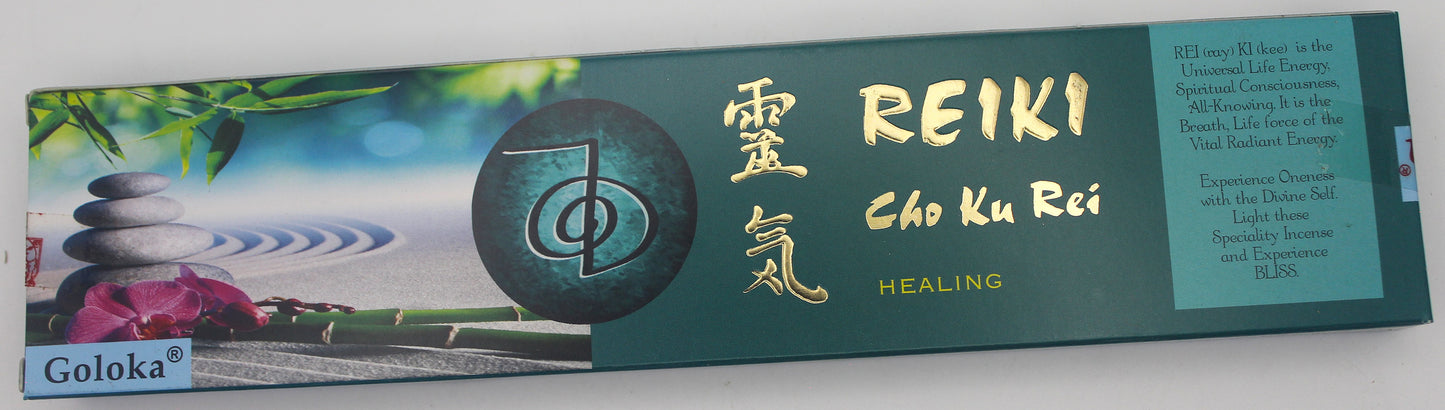 Goloka®
靈
気
REIKI
Cho Ku Rei
HEALING
REI (ray) KI (kee) is the
Universal Life Energy,
Spiritual Consciousness,
All-Knowing. It is the
Breath, Life force of the
Vital Radiant Energy.
Experience Oneness
with the Divine Self.
Light these
Speciality Incense
and Experience
BLISS.